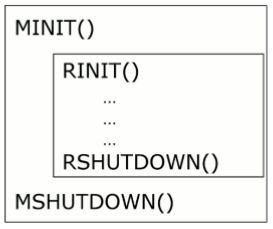 MINIT()
RINIT()
...
...
...
RSHUTDOWN()
MSHUTDOWN()